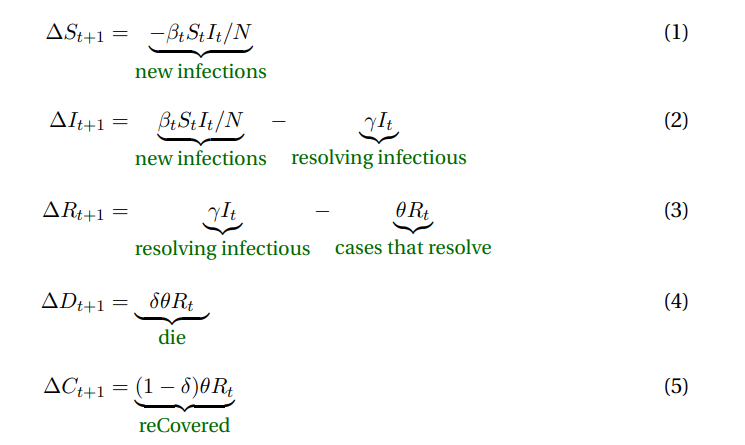 ΔS_{t+1} = −β_t S_t I_t/N (1)
new infections
ΔI_{t+1} = β_t S_t I_t/N − γI_t (2)
new infections resolving infectious
ΔR_{t+1} = γI_t − θR_t (3)
resolving infectious cases that resolve
ΔD_{t+1} = δθR_t (4)
die
ΔC_{t+1} = (1 − δ)θR_t (5)
reCovered